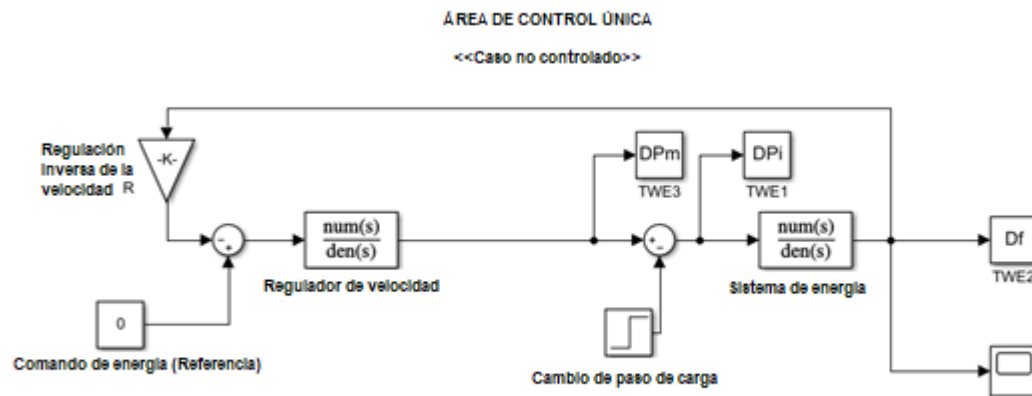 ÁREA DE CONTROL ÚNICA
<<Caso no controlado>>
Regulación
inversa de la
velocidad R
-K-
DPm
TWE3
DPi
TWE1
num(s)
den(s)
Regulador de velocidad
num(s)
den(s)
Sistema de energía
Df
TWE2
0
Comando de energía (Referencia)
Cambio de paso de carga